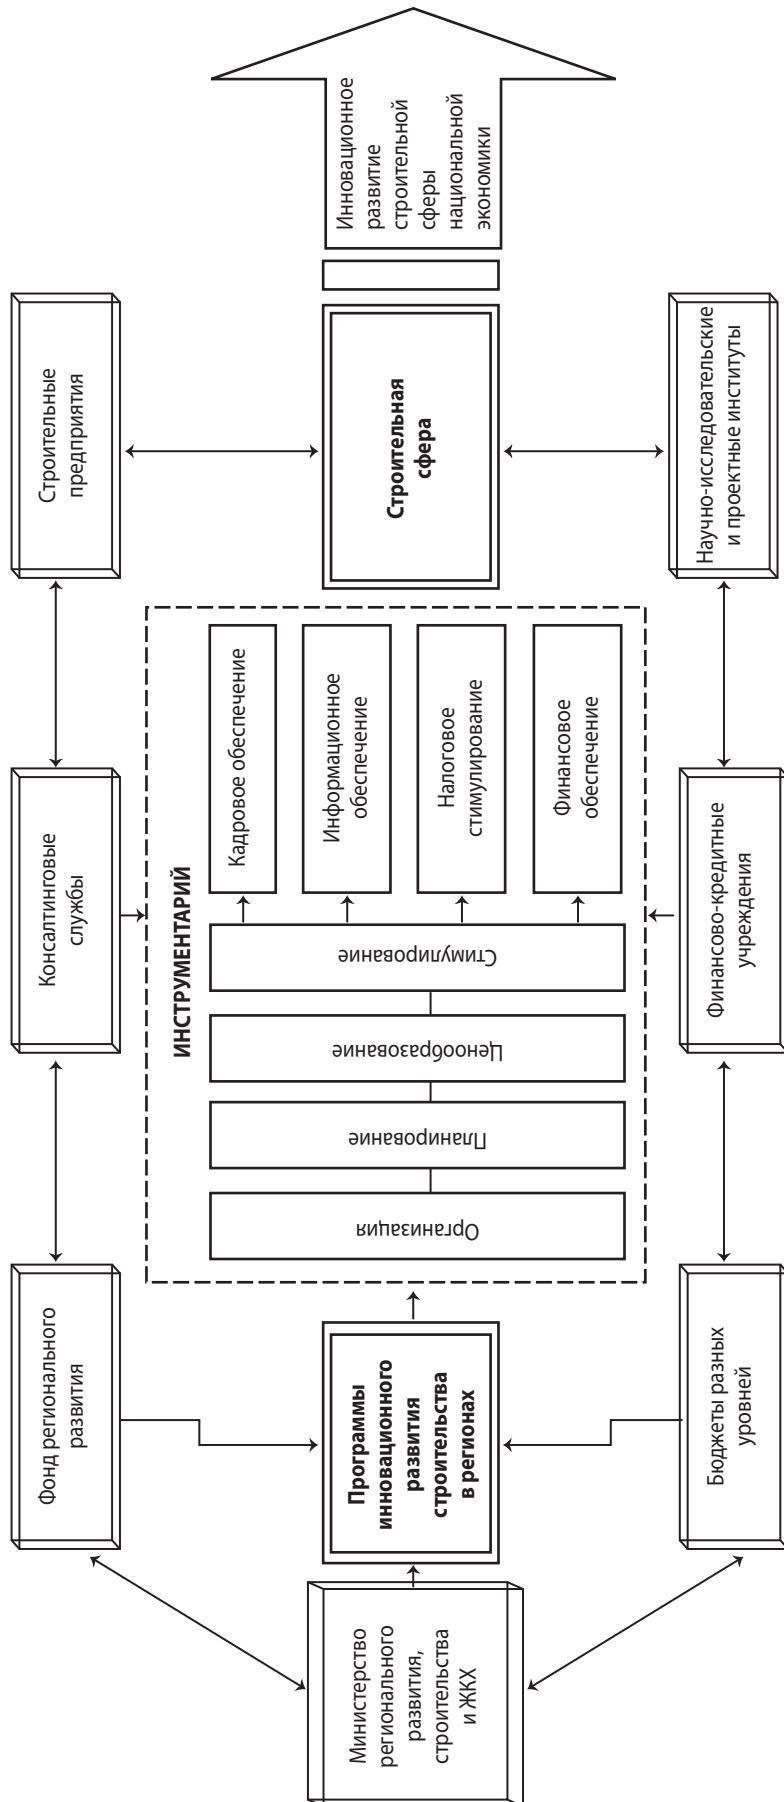 Фонд регионального
развития
Консалтинговые
службы
Строительные
предприятия
Министерство
регионального
развития,
строительства
и ЖКХ
Программы
инновационного
развития
строительства
в регионах
ИНСТРУМЕНТАРИЙ
Организация
Планирование
Ценообразование
Стимулирование
Кадровое обеспечение
Информационное
обеспечение
Налоговое
стимулирование
Финансовое
обеспечение
Строительная
сфера
Инновационное
развитие
строительной
сферы
национальной
экономики
Бюджеты разных
уровней
Финансово-кредитные
учреждения
Научно-исследовательские
и проектные институты